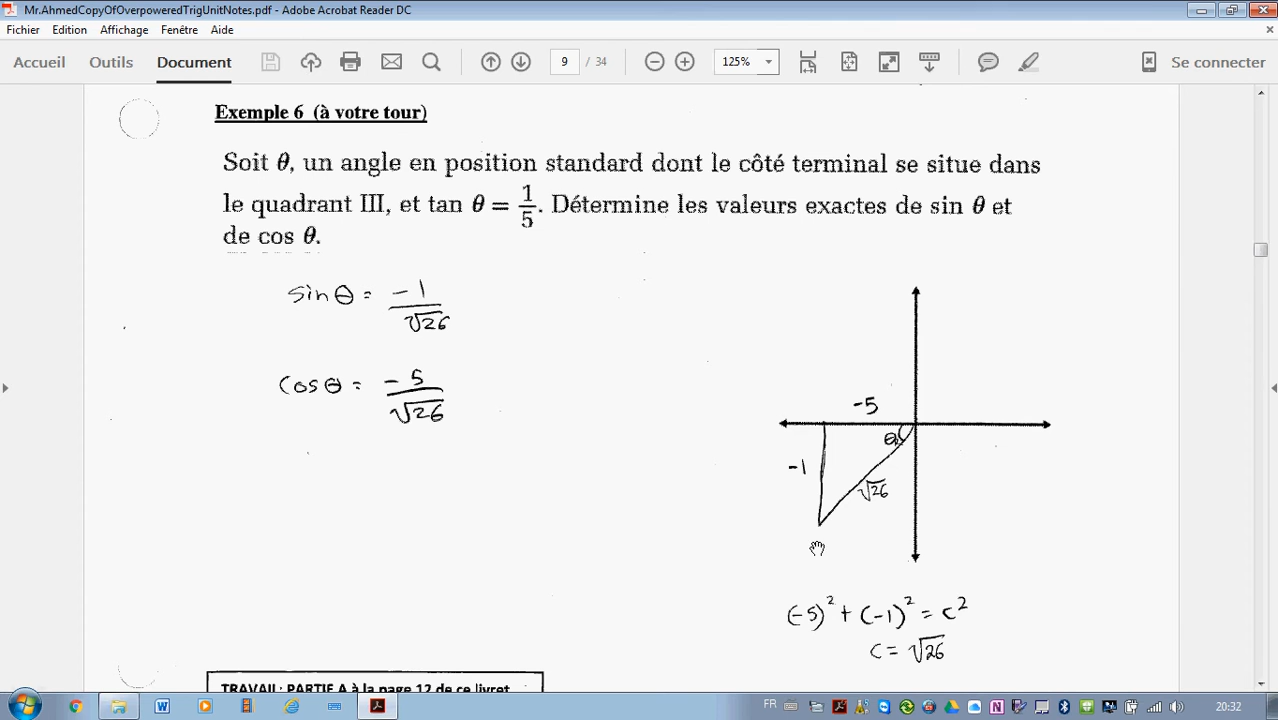 Mr.AhmedCopyOfOverpoweredTrigUnitNotes.pdf - Adobe Acrobat Reader DC
Fichier Edition Affichage Fenêtre Aide
Accueil Outils Document 9 / 34 125% Se connecter
Exemple 6 (à votre tour)
Soit θ, un angle en position standard dont le côté terminal se situe dans
le quadrant III, et tan θ = 1/5. Détermine les valeurs exactes de sin θ et
de cos θ.
sin θ = -1/√26
cos θ = -5/√26
-5
θ
-1
√26
(-5)² + (-1)² = c²
c = √26
TRAVAIL: PARTIE A à la page 12 de ce livret
FR 20:32